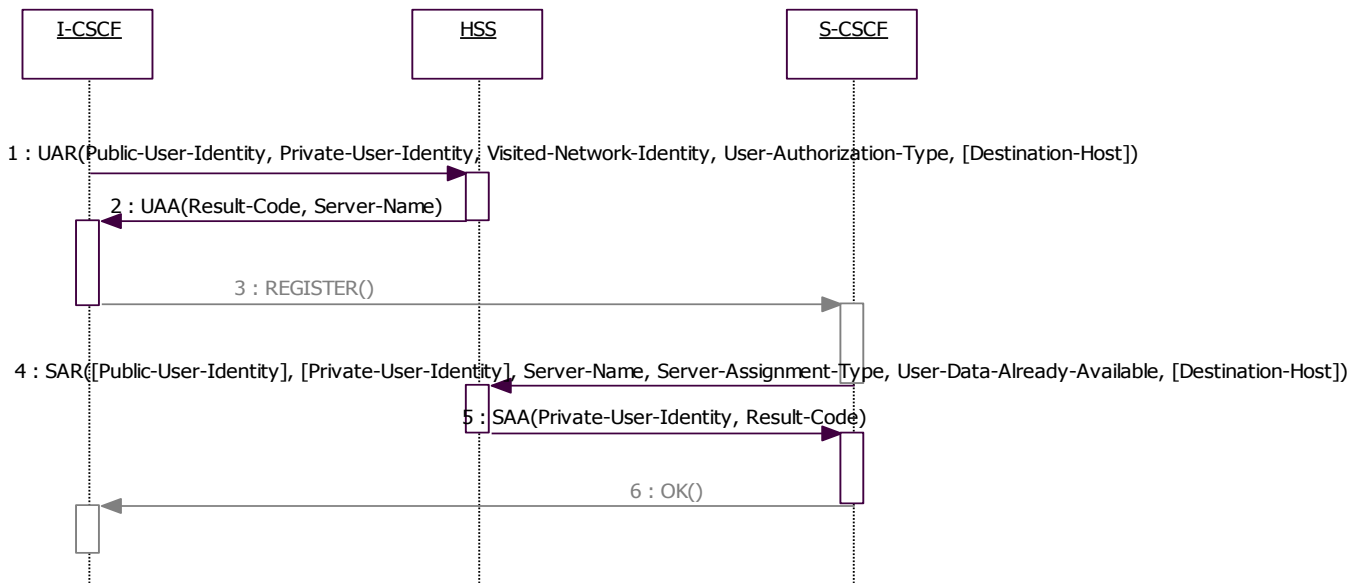 I-CSCF
HSS
S-CSCF
1 : UAR(Public-User-Identity, Private-User-Identity, Visited-Network-Identity, User-Authorization-Type, [Destination-Host])
2 : UAA(Result-Code, Server-Name)
3 : REGISTER()
4 : SAR([Public-User-Identity], [Private-User-Identity], Server-Name, Server-Assignment-Type, User-Data-Already-Available, [Destination-Host])
5 : SAA(Private-User-Identity, Result-Code)
6 : OK()